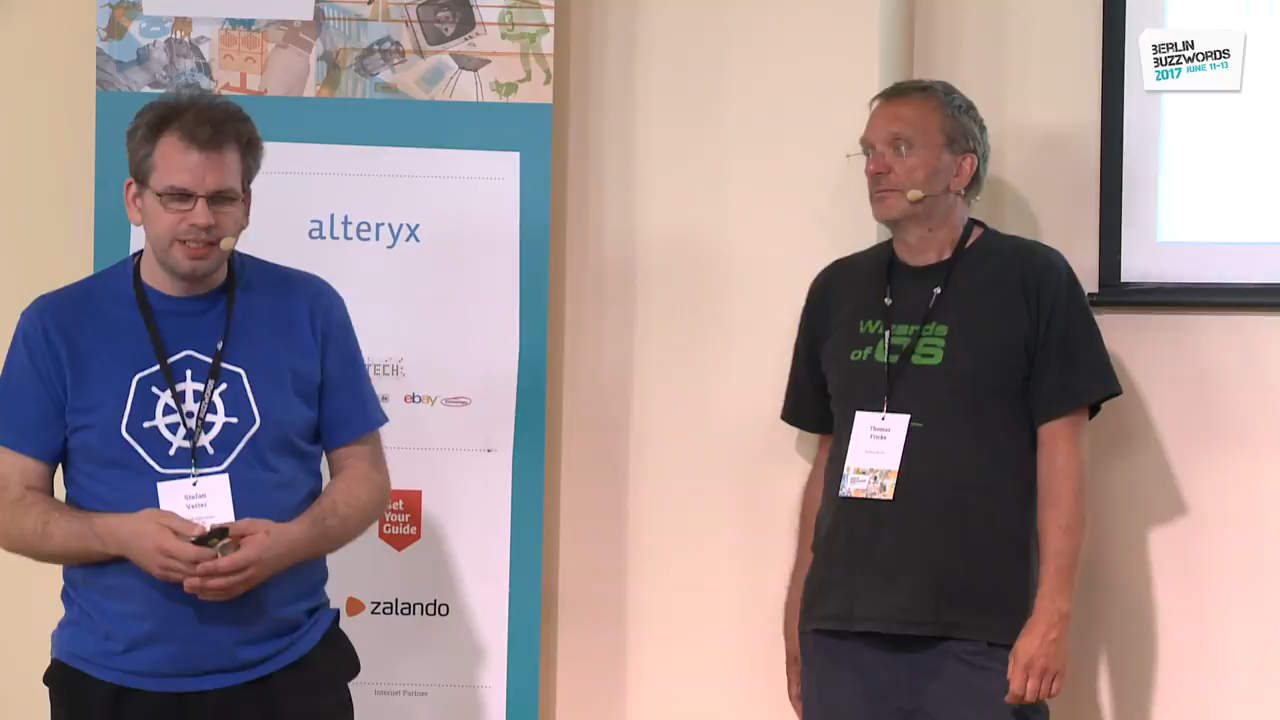 BERLIN
BUZZWORDS
2017 JUNE 11-13
alteryx
TECH
ebay
Get
Your
Guide
zalando
Internet Partner
Stefan
Vetter
Wizards
of OS
Thomas
Fricke